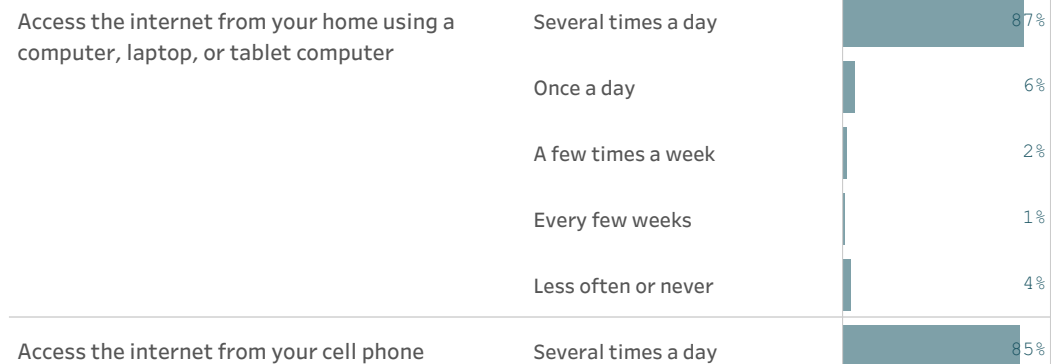 Access the internet from your home using a Several times a day 87%
computer, laptop, or tablet computer
Once a day 6%
A few times a week 2%
Every few weeks 1%
Less often or never 4%
Access the internet from your cell phone Several times a day 85%